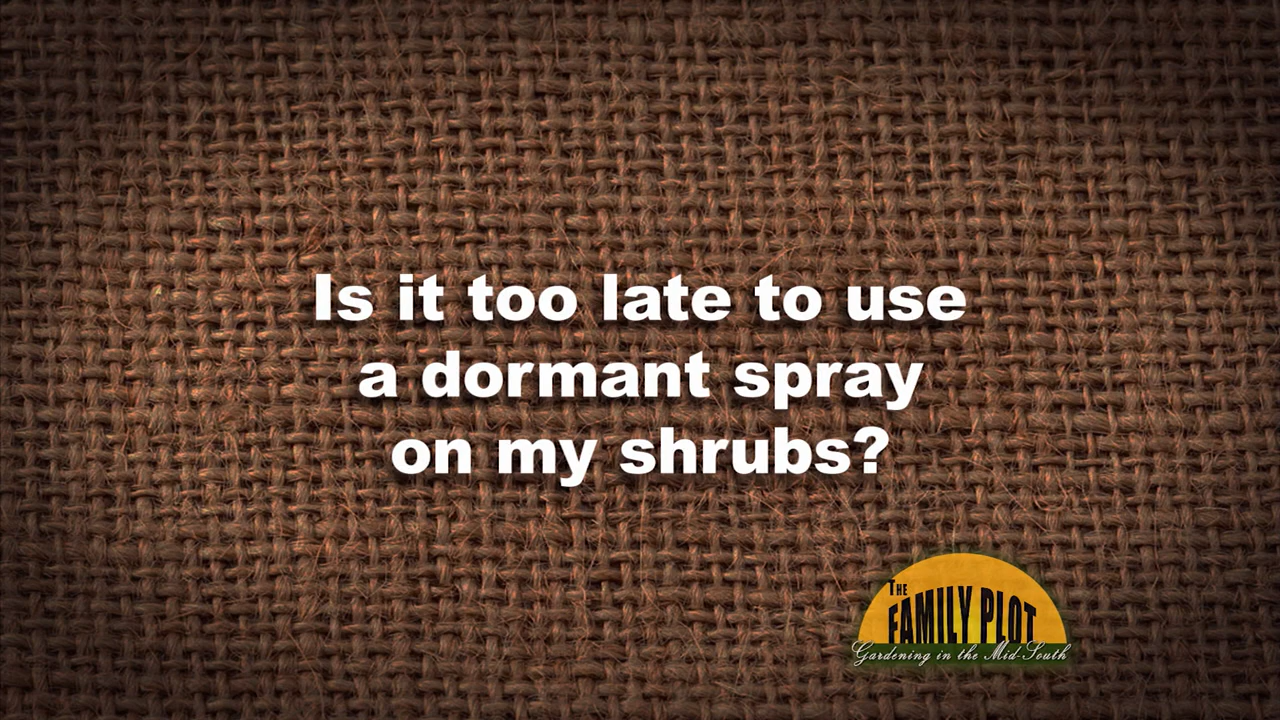 Is it too late to use
a dormant spray
on my shrubs?
THE
FAMILY PLOT
Gardening in the Mid-South